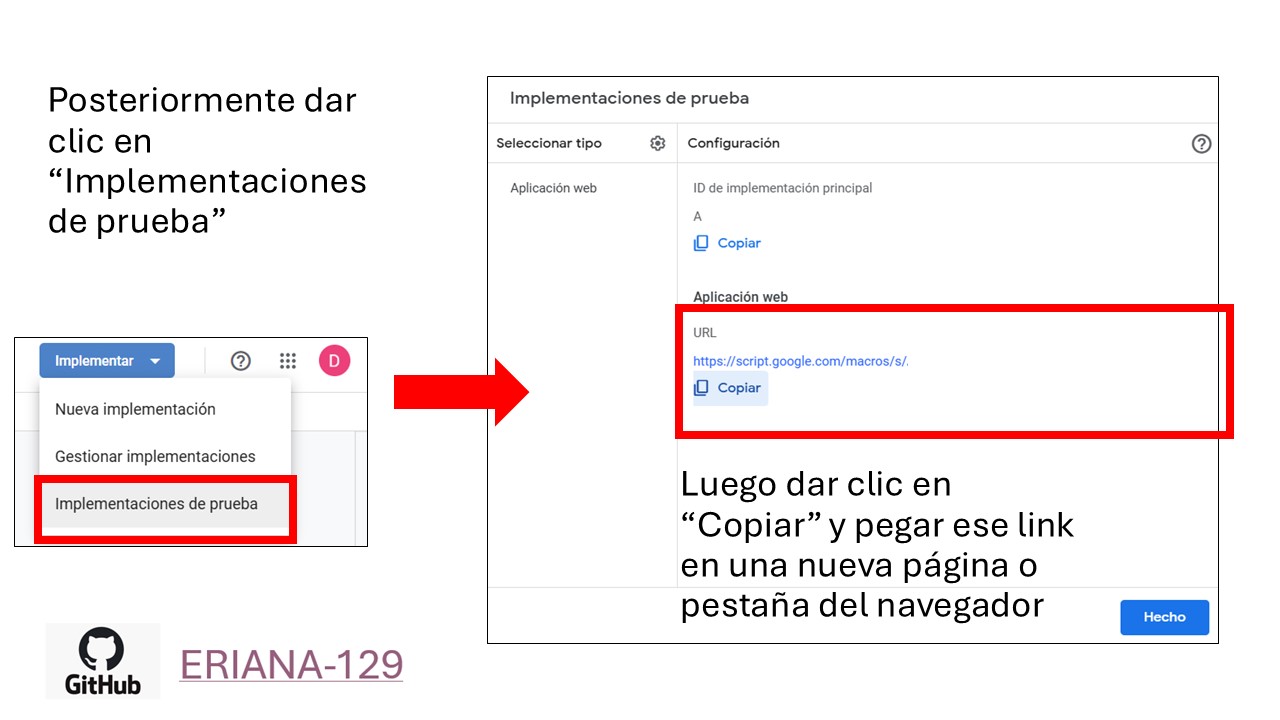 Posteriormente dar
clic en
“Implementaciones
de prueba”
Implementar
D
Nueva implementación
Gestionar implementaciones
Implementaciones de prueba
Implementaciones de prueba
Seleccionar tipo
Configuración
Aplicación web
ID de implementación principal
A
Copiar
Aplicación web
URL
https://script.google.com/macros/s/.
Copiar
Luego dar clic en
“Copiar” y pegar ese link
en una nueva página o
pestaña del navegador
Hecho
GitHub
ERIANA-129